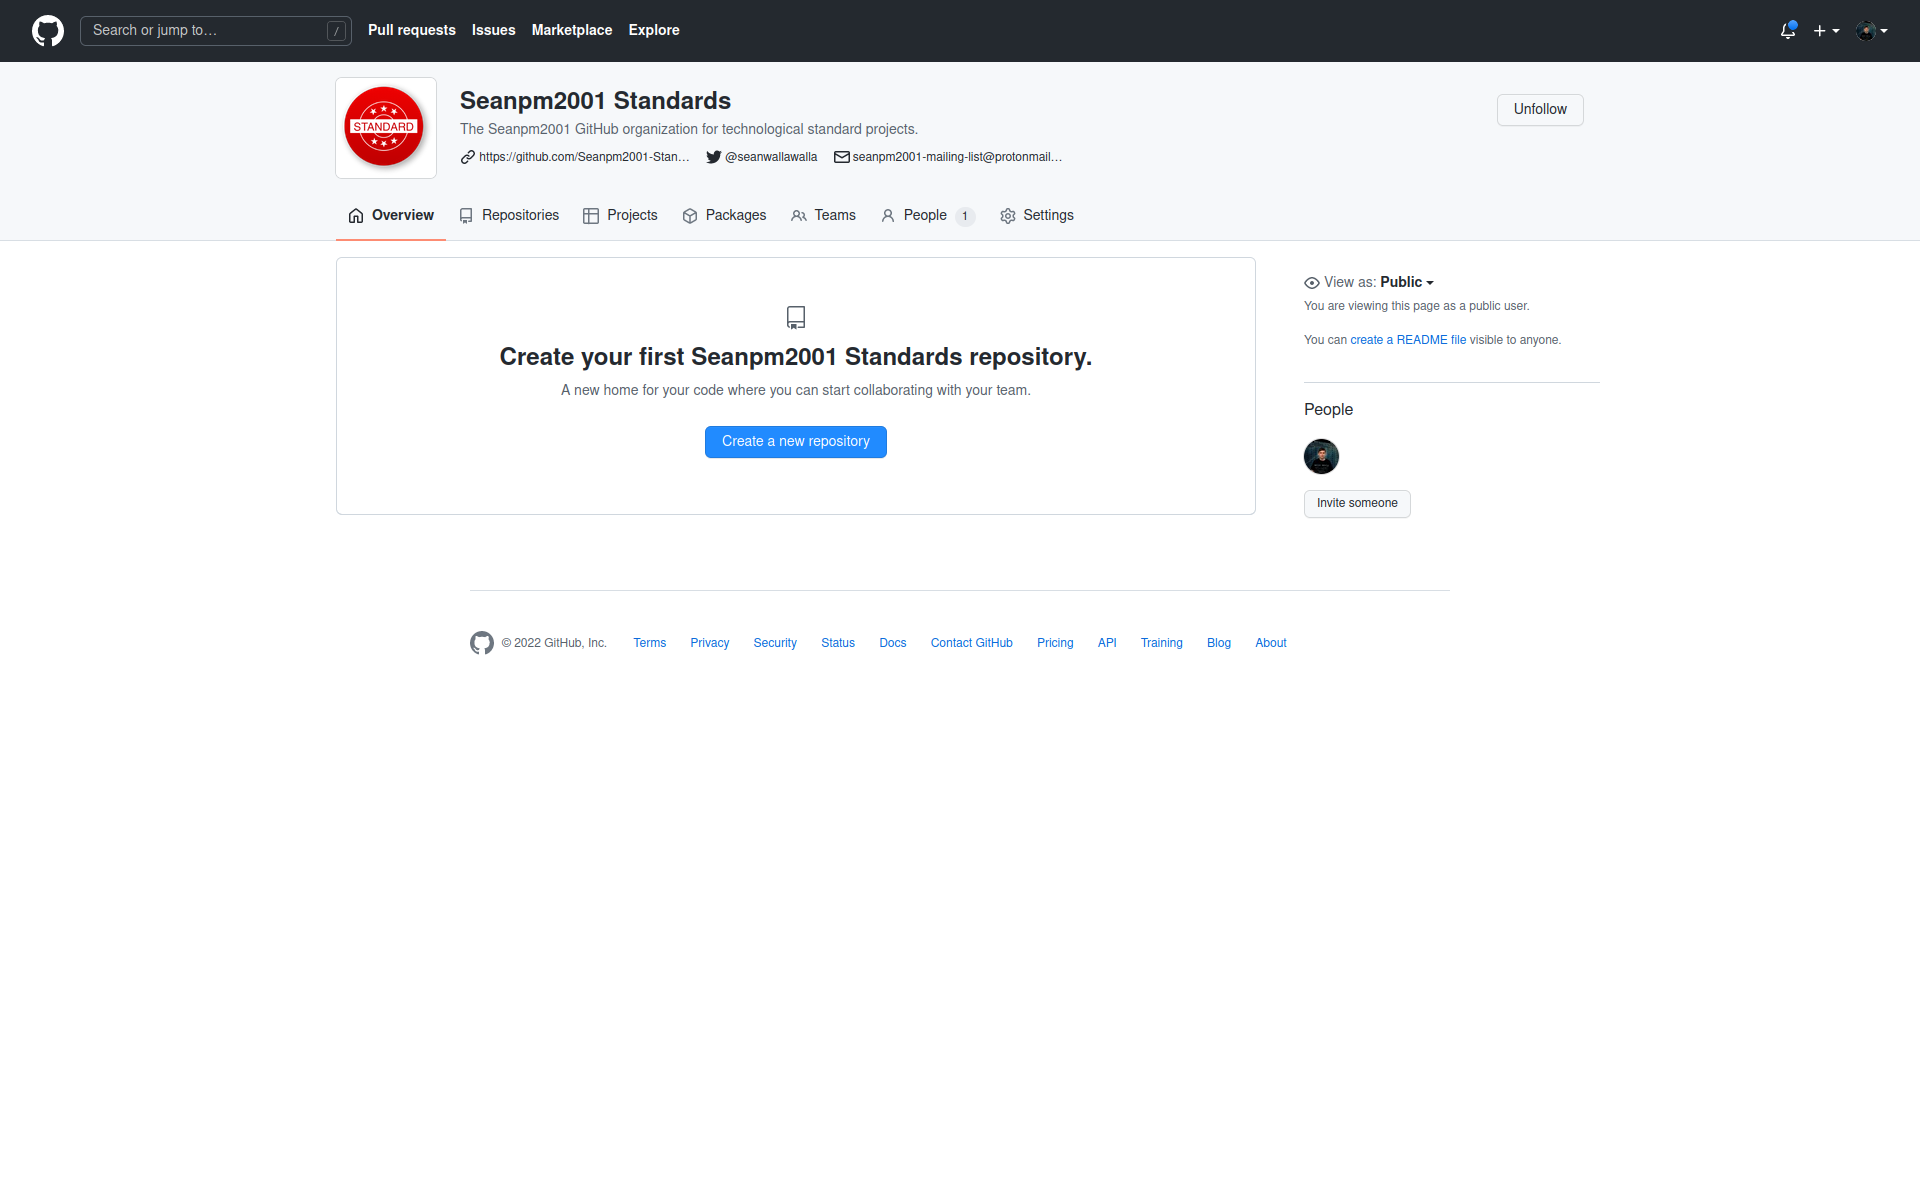 Search or jump to… /
Pull requests Issues Marketplace Explore
STANDARD
Seanpm2001 Standards
The Seanpm2001 GitHub organization for technological standard projects.
https://github.com/Seanpm2001-Stan… @seanwallawalla seanpm2001-mailing-list@protonmail…
Unfollow
Overview Repositories Projects Packages Teams People 1 Settings
Create your first Seanpm2001 Standards repository.
A new home for your code where you can start collaborating with your team.
Create a new repository
View as: Public
You are viewing this page as a public user.
You can create a README file visible to anyone.
People
Invite someone
© 2022 GitHub, Inc. Terms Privacy Security Status Docs Contact GitHub Pricing API Training Blog About